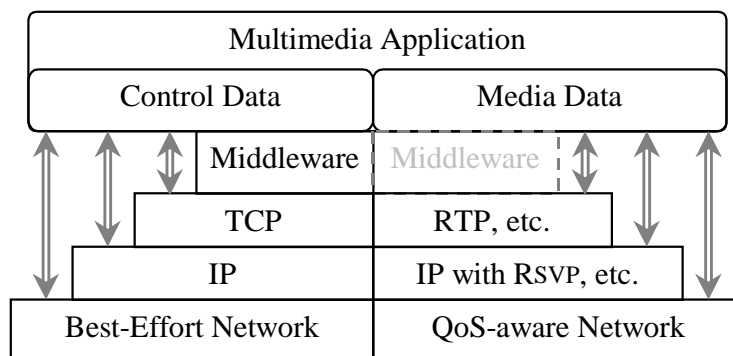 Multimedia Application
Control Data Media Data
Middleware Middleware
TCP RTP, etc.
IP IP with RSVP, etc.
Best-Effort Network QoS-aware Network